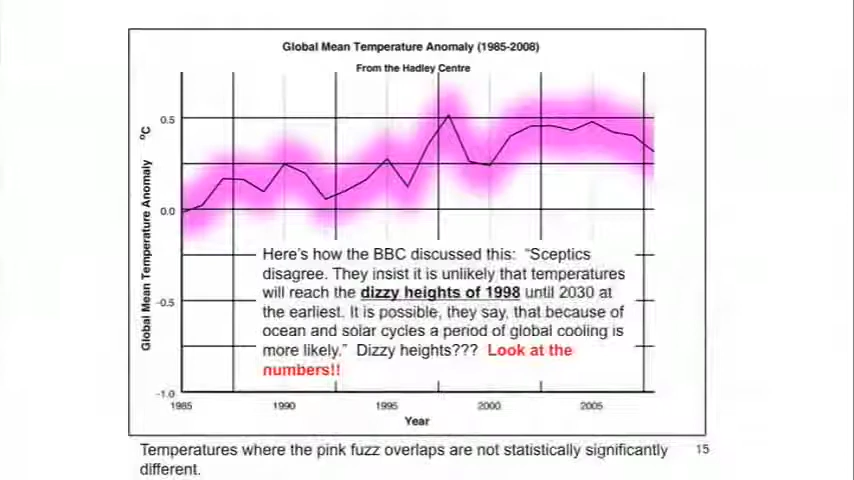 Global Mean Temperature Anomaly (1985-2008)
From the Hadley Centre
0.5
0.0
-0.5
-1.0
Global Mean Temperature Anomaly °C
Here's how the BBC discussed this: "Sceptics
disagree. They insist it is unlikely that temperatures
will reach the dizzy heights of 1998 until 2030 at
the earliest. It is possible, they say, that because of
ocean and solar cycles a period of global cooling is
more likely." Dizzy heights??? Look at the
numbers!!
1985 1990 1995 2000 2005
Year
Temperatures where the pink fuzz overlaps are not statistically significantly
different.
15